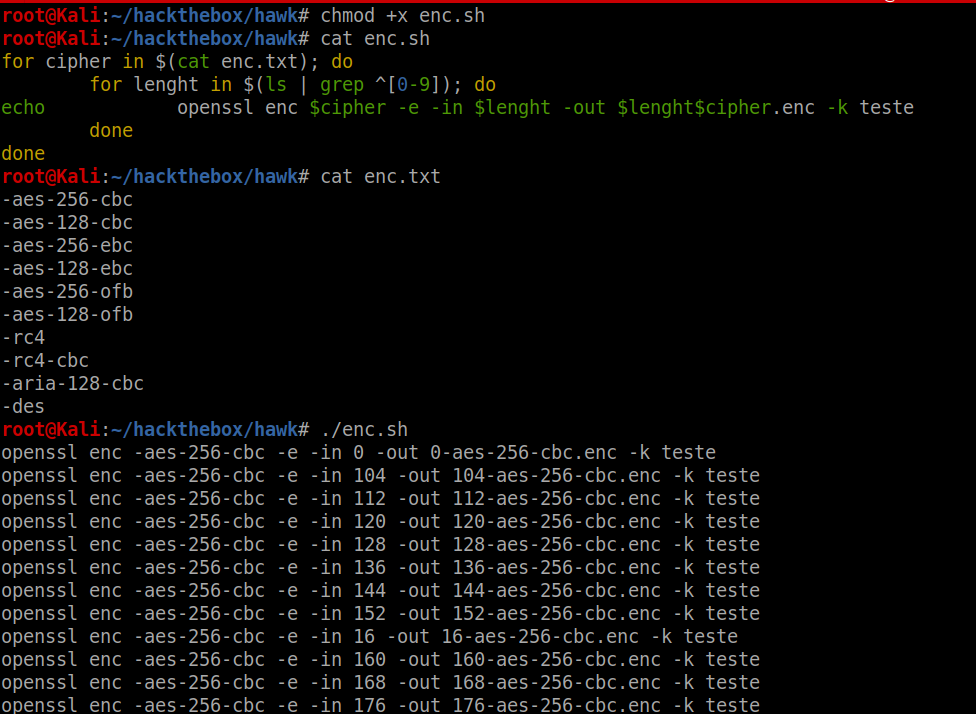 root@Kali:~/hackthebox/hawk# chmod +x enc.sh
root@Kali:~/hackthebox/hawk# cat enc.sh
for cipher in $(cat enc.txt); do
        for lenght in $(ls | grep ^[0-9]); do
echo            openssl enc $cipher -e -in $lenght -out $lenght$cipher.enc -k teste
        done
done
root@Kali:~/hackthebox/hawk# cat enc.txt
-aes-256-cbc
-aes-128-cbc
-aes-256-ebc
-aes-128-ebc
-aes-256-ofb
-aes-128-ofb
-rc4
-rc4-cbc
-aria-128-cbc
-des
root@Kali:~/hackthebox/hawk# ./enc.sh
openssl enc -aes-256-cbc -e -in 0 -out 0-aes-256-cbc.enc -k teste
openssl enc -aes-256-cbc -e -in 104 -out 104-aes-256-cbc.enc -k teste
openssl enc -aes-256-cbc -e -in 112 -out 112-aes-256-cbc.enc -k teste
openssl enc -aes-256-cbc -e -in 120 -out 120-aes-256-cbc.enc -k teste
openssl enc -aes-256-cbc -e -in 128 -out 128-aes-256-cbc.enc -k teste
openssl enc -aes-256-cbc -e -in 136 -out 136-aes-256-cbc.enc -k teste
openssl enc -aes-256-cbc -e -in 144 -out 144-aes-256-cbc.enc -k teste
openssl enc -aes-256-cbc -e -in 152 -out 152-aes-256-cbc.enc -k teste
openssl enc -aes-256-cbc -e -in 16 -out 16-aes-256-cbc.enc -k teste
openssl enc -aes-256-cbc -e -in 160 -out 160-aes-256-cbc.enc -k teste
openssl enc -aes-256-cbc -e -in 168 -out 168-aes-256-cbc.enc -k teste
openssl enc -aes-256-cbc -e -in 176 -out 176-aes-256-cbc.enc -k teste